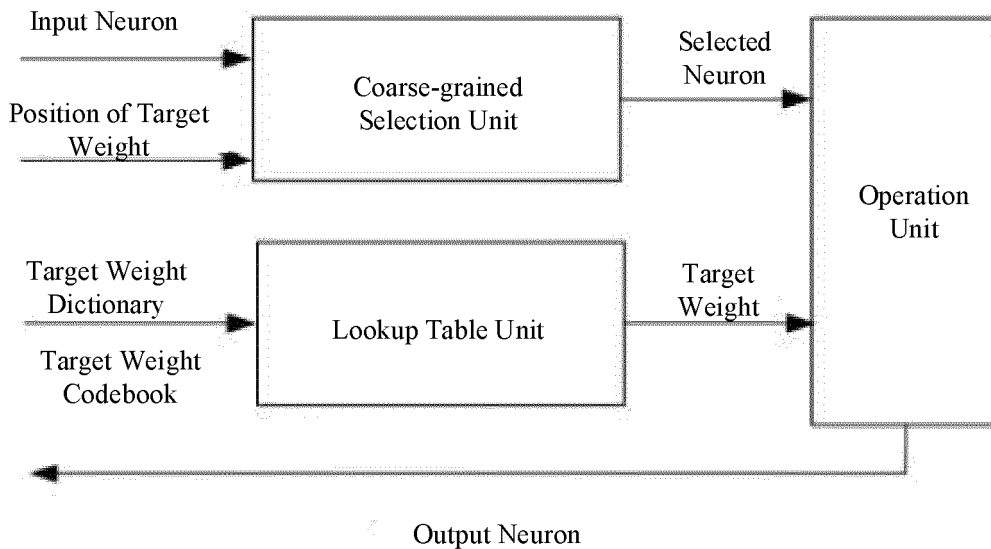 Input Neuron
Position of Target
Weight
Coarse-grained
Selection Unit
Selected
Neuron
Operation
Unit
Target Weight
Dictionary
Target Weight
Codebook
Lookup Table Unit
Target
Weight
Output Neuron